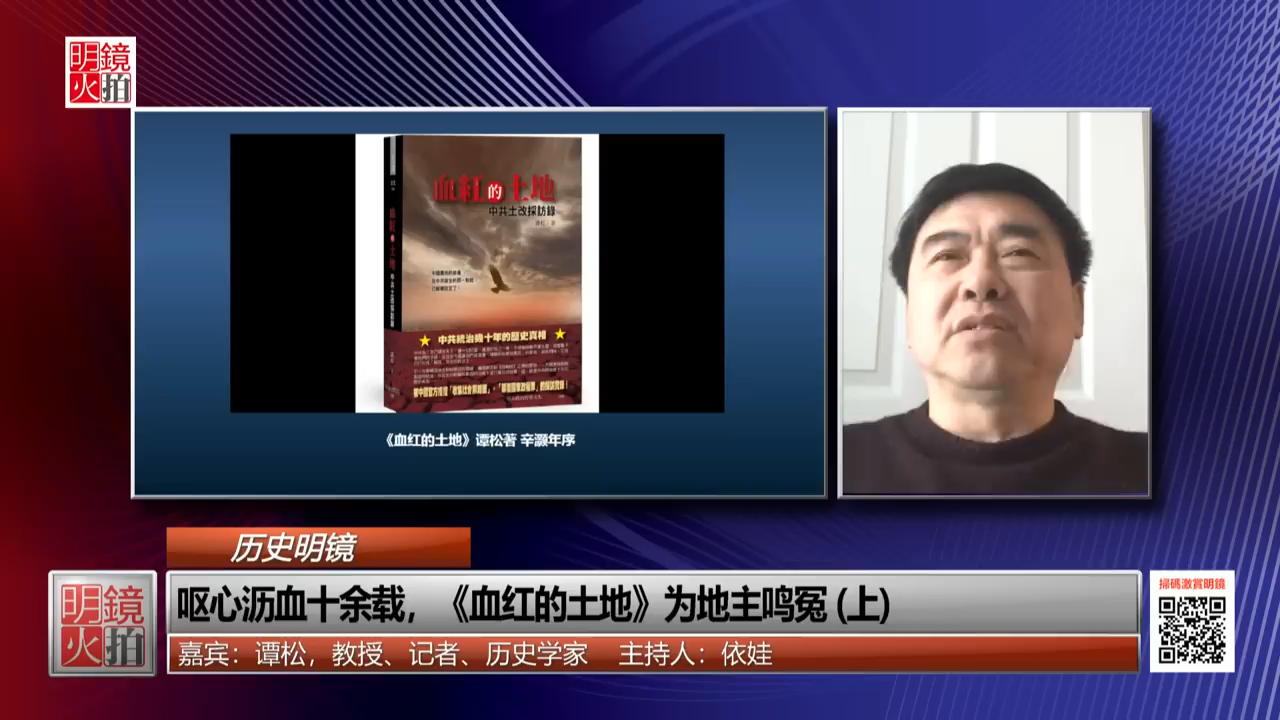 明鏡
火拍
血紅的土地
中共土改採訪錄
★ 中共統治幾十年的歷史真相 ★
《血红的土地》谭松著 辛灏年序
历史明镜
明鏡
火拍
呕心沥血十余载，《血红的土地》为地主鸣冤 (上)
嘉宾：谭松，教授、记者、历史学家 主持人：依娃
掃碼激賞明鏡